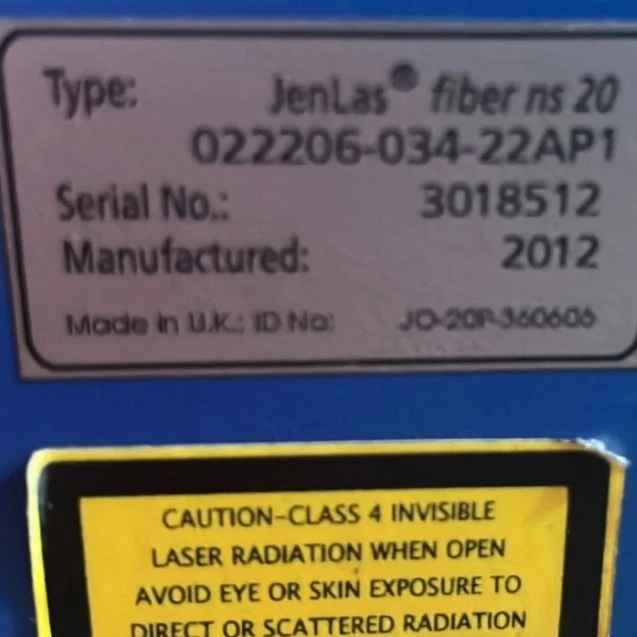 Type: JenLas® fiber ns 20
022206-034-22AP1
Serial No.: 3018512
Manufactured: 2012
Made in U.K.; ID No: JO-20P-360606
CAUTION-CLASS 4 INVISIBLE
LASER RADIATION WHEN OPEN
AVOID EYE OR SKIN EXPOSURE TO
DIRECT OR SCATTERED RADIATION